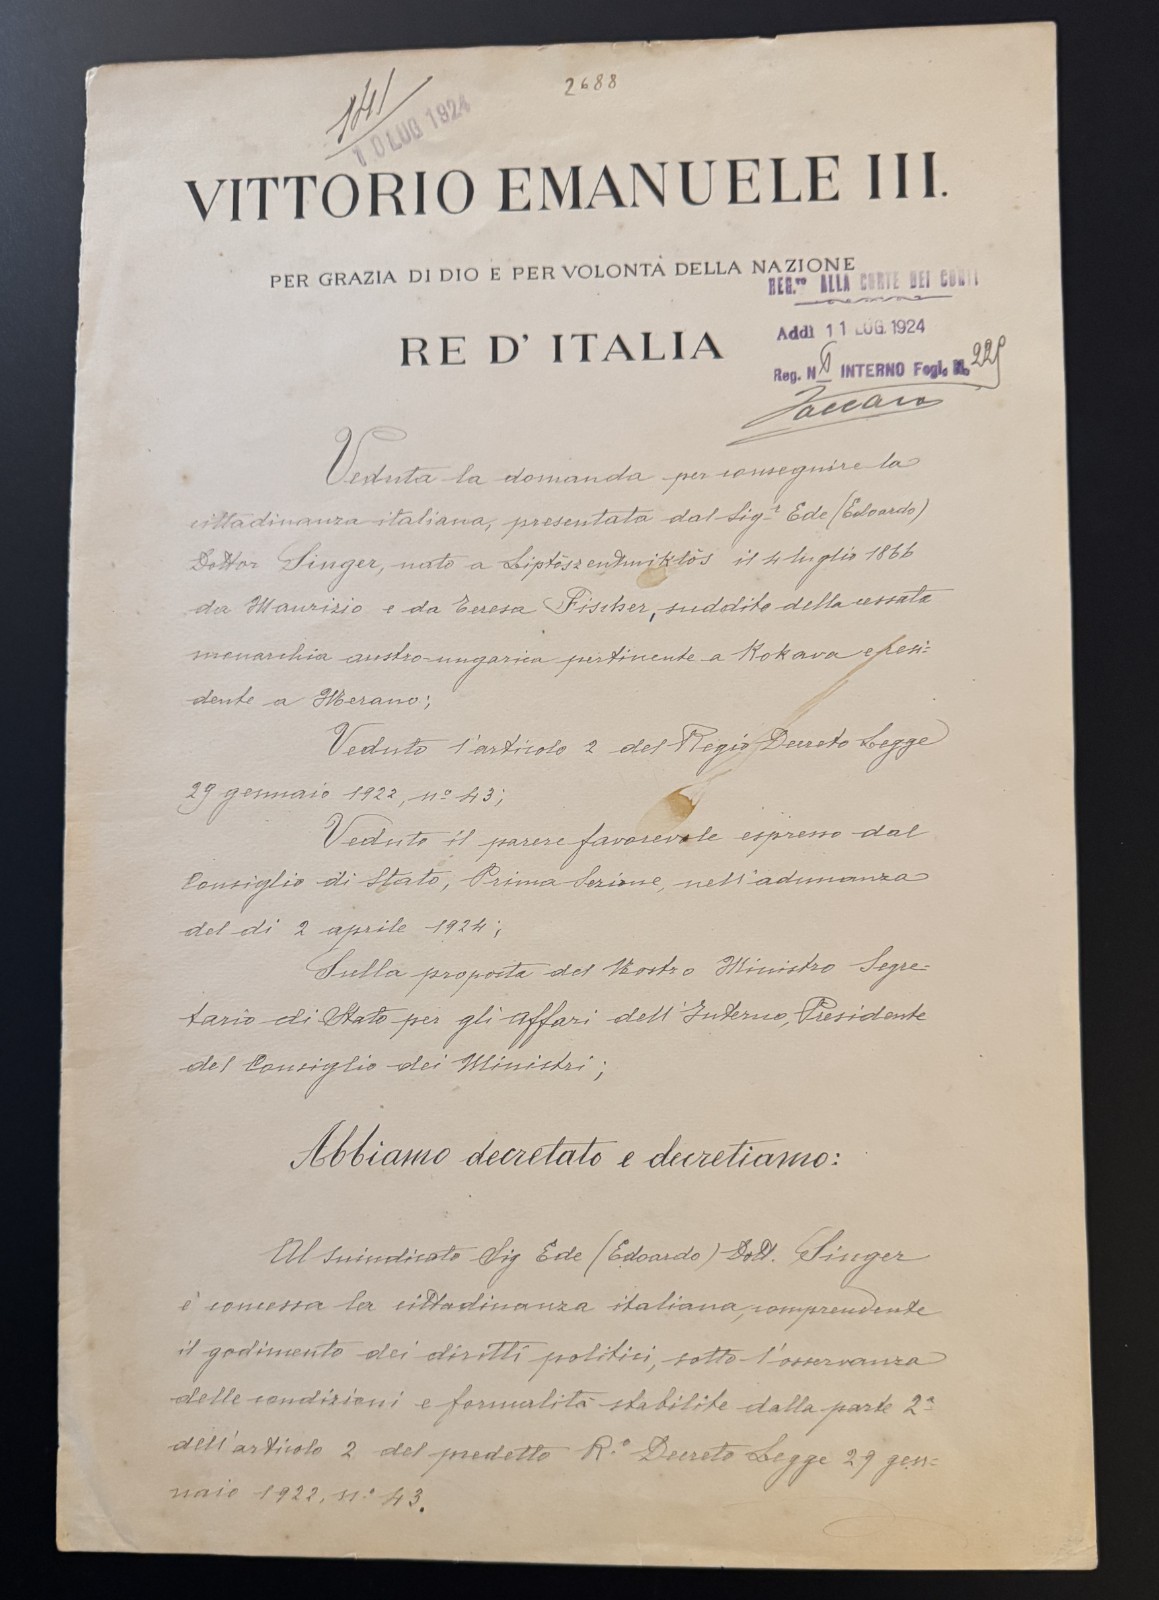 2688
141
10 LUG 1924
VITTORIO EMANUELE III.
PER GRAZIA DI DIO E PER VOLONTÀ DELLA NAZIONE
RE D' ITALIA
REG.to ALLA CORTE DEI CONTI
Addì 11 LUG. 1924
Reg. N 6 INTERNO Fogl. N. 225
Veduta la domanda per conseguire la
cittadinanza italiana, presentata dal Sig.r Ede (Edoardo)
Dottor Singer, nato a Liptòszentmiklòs il 4 luglio 1866
da Maurizio e da Teresa Fischer, suddito della cessata
monarchia austro-ungarica pertinente a Kokava e resi=
dente a Merano;
Veduto l'articolo 2 del Regio Decreto Legge
29 gennaio 1922, n° 43;
Veduto il parere favorevole espresso dal
Consiglio di Stato, Prima Sezione, nell'adunanza
del dì 2 aprile 1924;
Sulla proposta del Nostro Ministro Segre=
tario di Stato per gli Affari dell'Interno, Presidente
del Consiglio dei Ministri;
Abbiamo decretato e decretiamo:
Al suindicato Sig Ede (Edoardo) Dott. Singer
è concessa la cittadinanza italiana, comprendente
il godimento dei diritti politici, sotto l'osservanza
delle condizioni e formalità stabilite dalla parte 2ª
dell'articolo 2 del predetto R.° Decreto Legge 29 gen=
naio 1922, n.° 43.